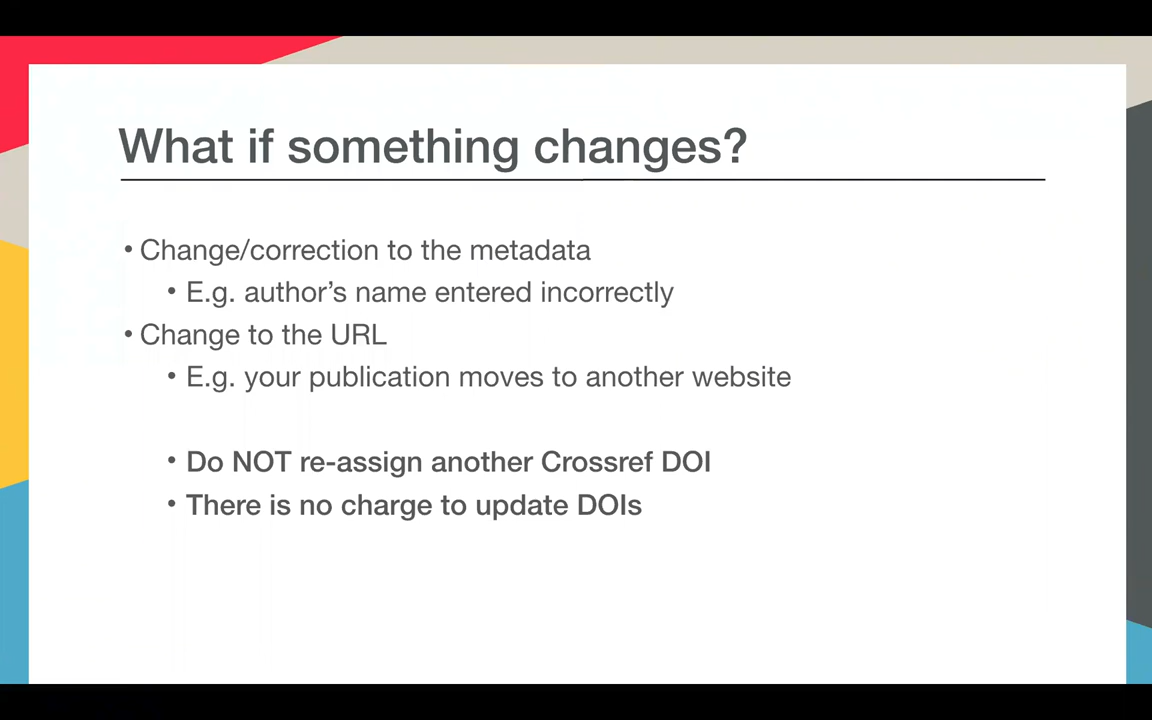 What if something changes?
• Change/correction to the metadata
• E.g. author’s name entered incorrectly
• Change to the URL
• E.g. your publication moves to another website
• Do NOT re-assign another Crossref DOI
• There is no charge to update DOIs